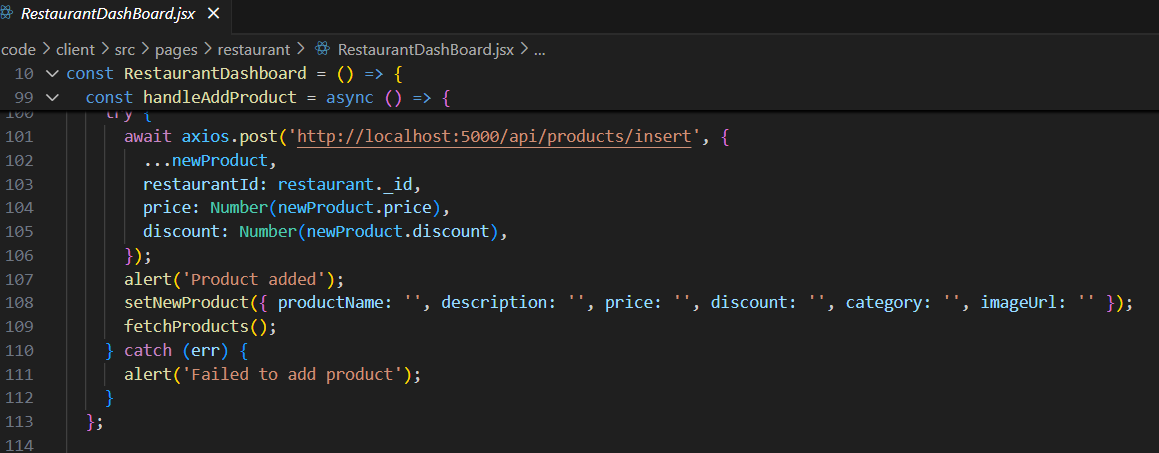 RestaurantDashBoard.jsx ×
code > client > src > pages > restaurant > RestaurantDashBoard.jsx > ...
10 const RestaurantDashboard = () => {
99 const handleAddProduct = async () => {
100 try {
101 await axios.post('http://localhost:5000/api/products/insert', {
102 ...newProduct,
103 restaurantId: restaurant._id,
104 price: Number(newProduct.price),
105 discount: Number(newProduct.discount),
106 });
107 alert('Product added');
108 setNewProduct({ productName: '', description: '', price: '', discount: '', category: '', imageUrl: '' });
109 fetchProducts();
110 } catch (err) {
111 alert('Failed to add product');
112 }
113 };
114